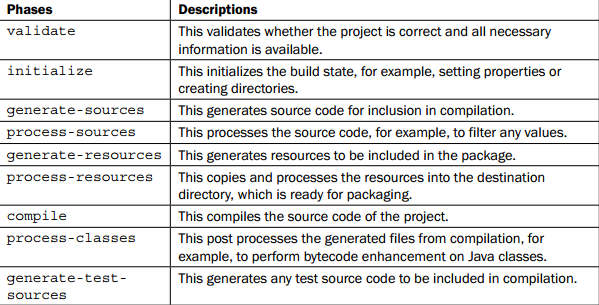 Phases Descriptions
validate This validates whether the project is correct and all necessary
information is available.
initialize This initializes the build state, for example, setting properties or
creating directories.
generate-sources This generates source code for inclusion in compilation.
process-sources This processes the source code, for example, to filter any values.
generate-resources This generates resources to be included in the package.
process-resources This copies and processes the resources into the destination
directory, which is ready for packaging.
compile This compiles the source code of the project.
process-classes This post processes the generated files from compilation, for
example, to perform bytecode enhancement on Java classes.
generate-test- This generates any test source code to be included in compilation.
sources